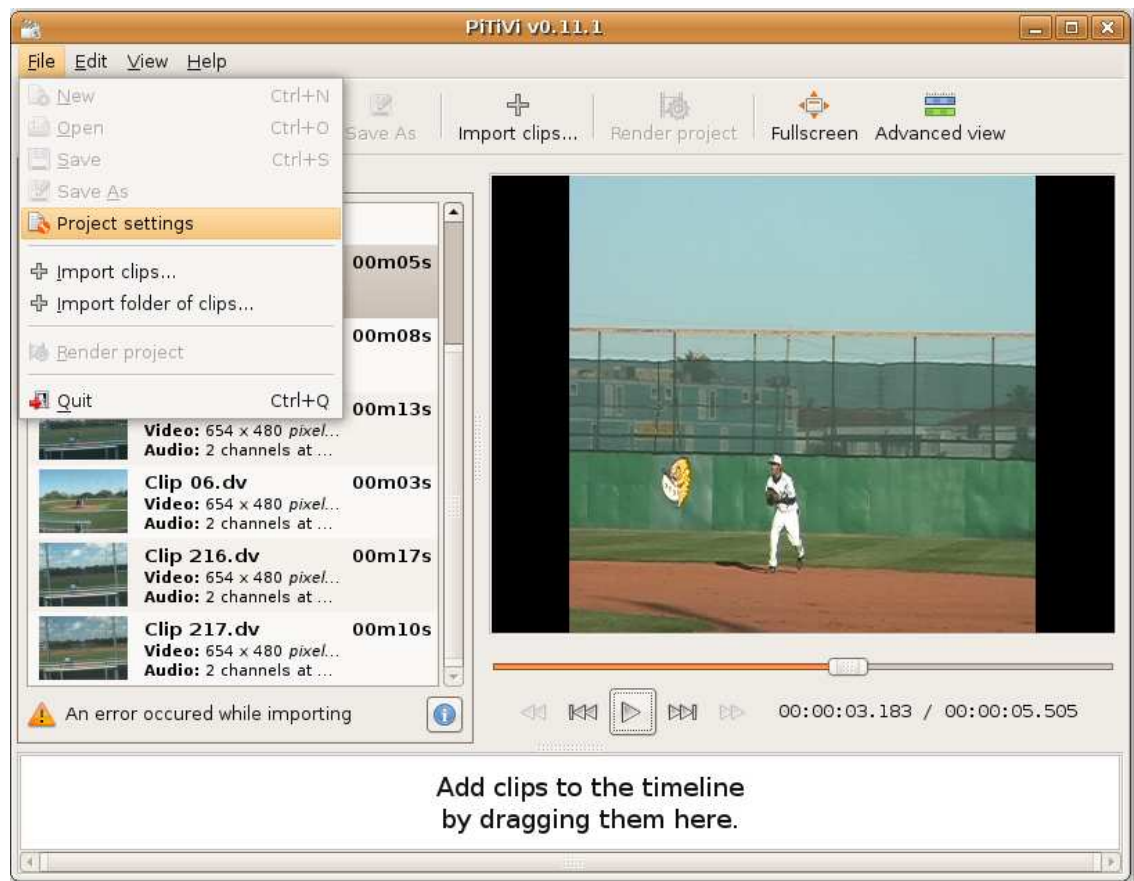 PiTiVi v0.11.1
File Edit View Help
New Ctrl+N
Open Ctrl+O
Save Ctrl+S
Save As
Project settings
Import clips...
Import folder of clips...
Render project
Quit Ctrl+Q
Save As Import clips... Render project Fullscreen Advanced view
00m05s
00m08s
00m13s
Video: 654 x 480 pixel...
Audio: 2 channels at ...
Clip 06.dv 00m03s
Video: 654 x 480 pixel...
Audio: 2 channels at ...
Clip 216.dv 00m17s
Video: 654 x 480 pixel...
Audio: 2 channels at ...
Clip 217.dv 00m10s
Video: 654 x 480 pixel...
Audio: 2 channels at ...
An error occured while importing
00:00:03.183 / 00:00:05.505
Add clips to the timeline
by dragging them here.